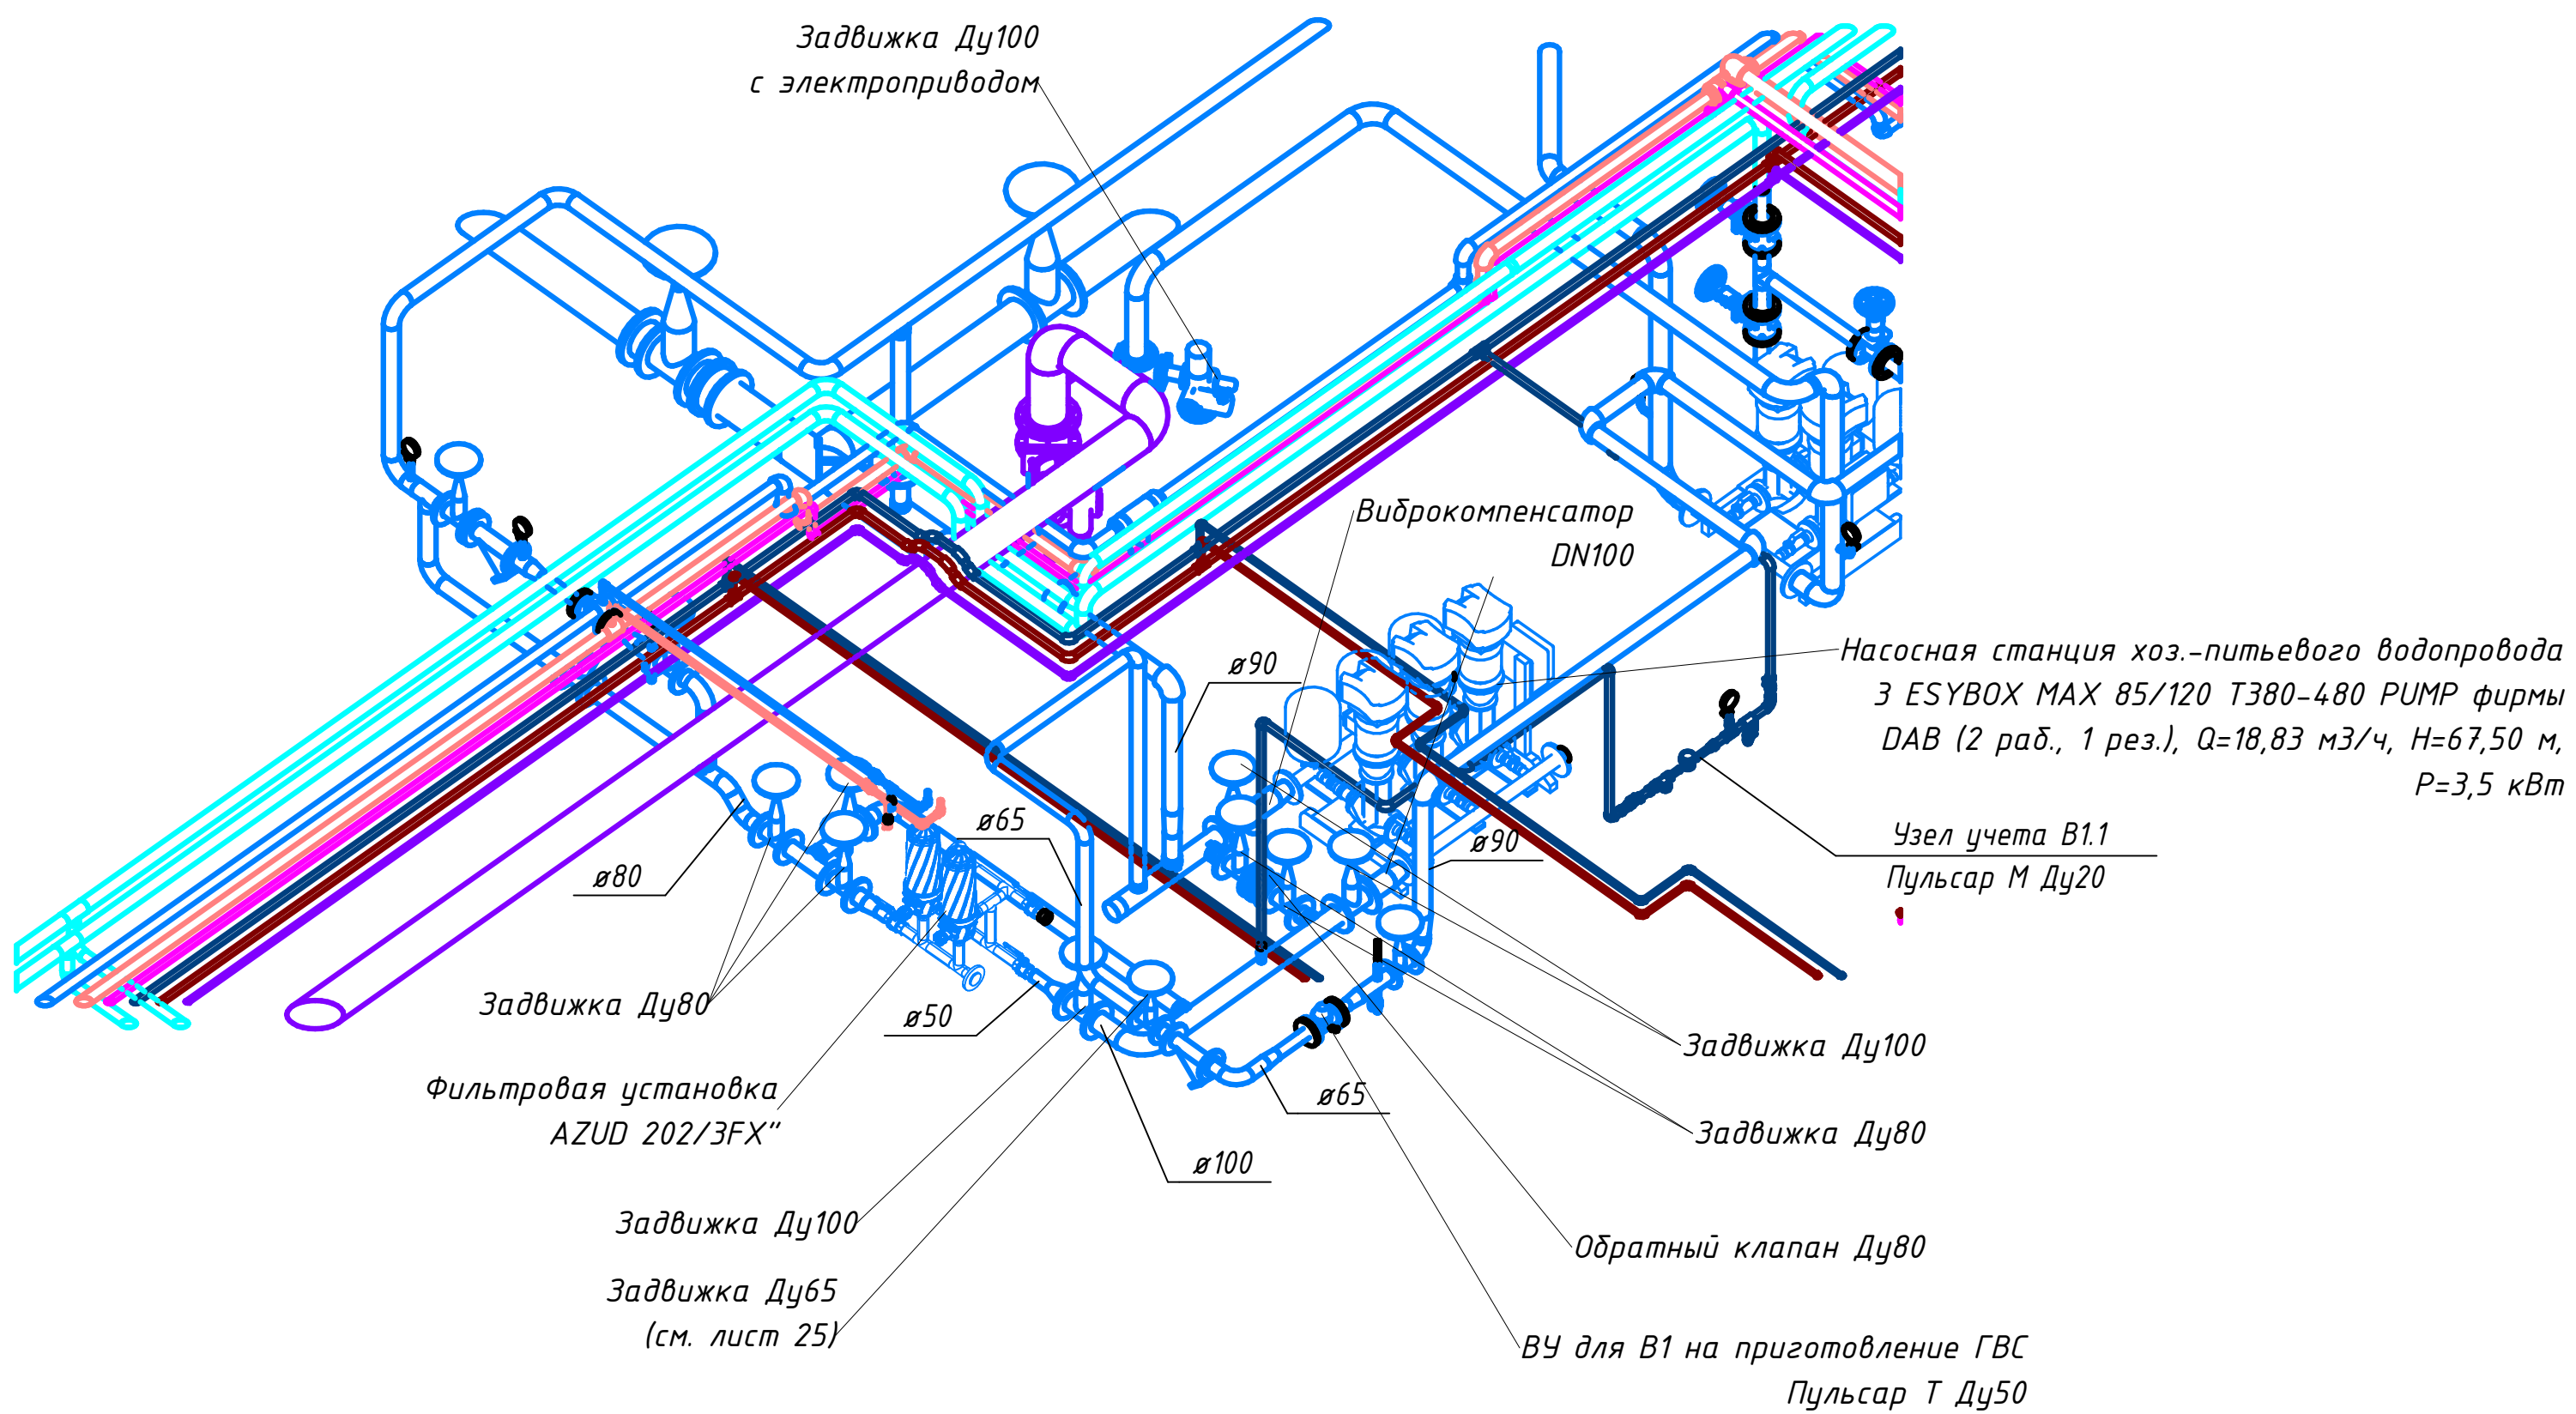 Задвижка Ду100
с электроприводом
Виброкомпенсатор
DN100
ø90
Насосная станция хоз.-питьевого водопровода
3 ESYBOX MAX 85/120 T380-480 PUMP фирмы
DAB (2 раб., 1 рез.), Q=18,83 м3/ч, H=67,50 м,
P=3,5 кВт
ø65
ø90
Узел учета В1.1
Пульсар М Ду20
ø80
Задвижка Ду80
ø50
Задвижка Ду100
Фильтровая установка
AZUD 202/3FX"
ø65
Задвижка Ду80
ø100
Задвижка Ду100
Обратный клапан Ду80
Задвижка Ду65
(см. лист 25)
ВУ для В1 на приготовление ГВС
Пульсар Т Ду50